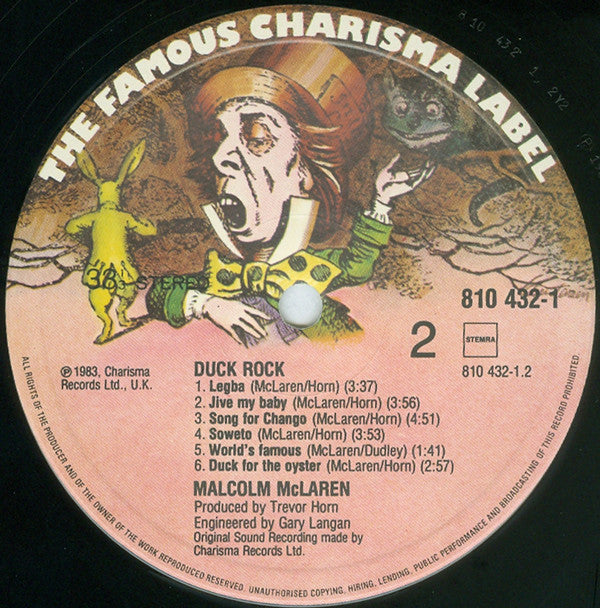 THE FAMOUS CHARISMA LABEL
33⅓ STEREO
810 432-1
2
STEMRA
810 432-1.2
℗ 1983, Charisma
Records Ltd., U.K.
DUCK ROCK
1. Legba (McLaren/Horn) (3:37)
2. Jive my baby (McLaren/Horn) (3:56)
3. Song for Chango (McLaren/Horn) (4:51)
4. Soweto (McLaren/Horn) (3:53)
5. World's famous (McLaren/Dudley) (1:41)
6. Duck for the oyster (McLaren/Horn) (2:57)
MALCOLM McLAREN
Produced by Trevor Horn
Engineered by Gary Langan
Original Sound Recording made by
Charisma Records Ltd.
ALL RIGHTS OF THE PRODUCER AND OF THE OWNER OF THE WORK REPRODUCED RESERVED. UNAUTHORISED COPYING, HIRING, LENDING, PUBLIC PERFORMANCE AND BROADCASTING OF THIS RECORD PROHIBITED